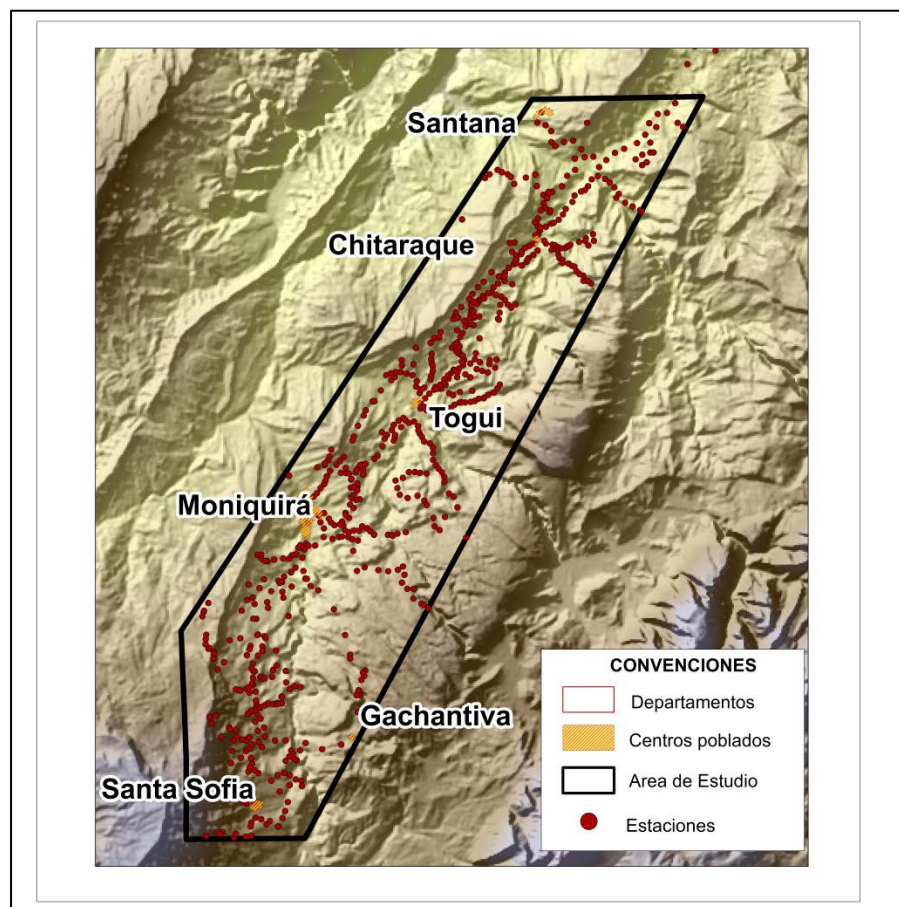 Santana
Chitaraque
Togui
Moniquirá
Gachantiva
Santa Sofia
CONVENCIONES
Departamentos
Centros poblados
Area de Estudio
Estaciones